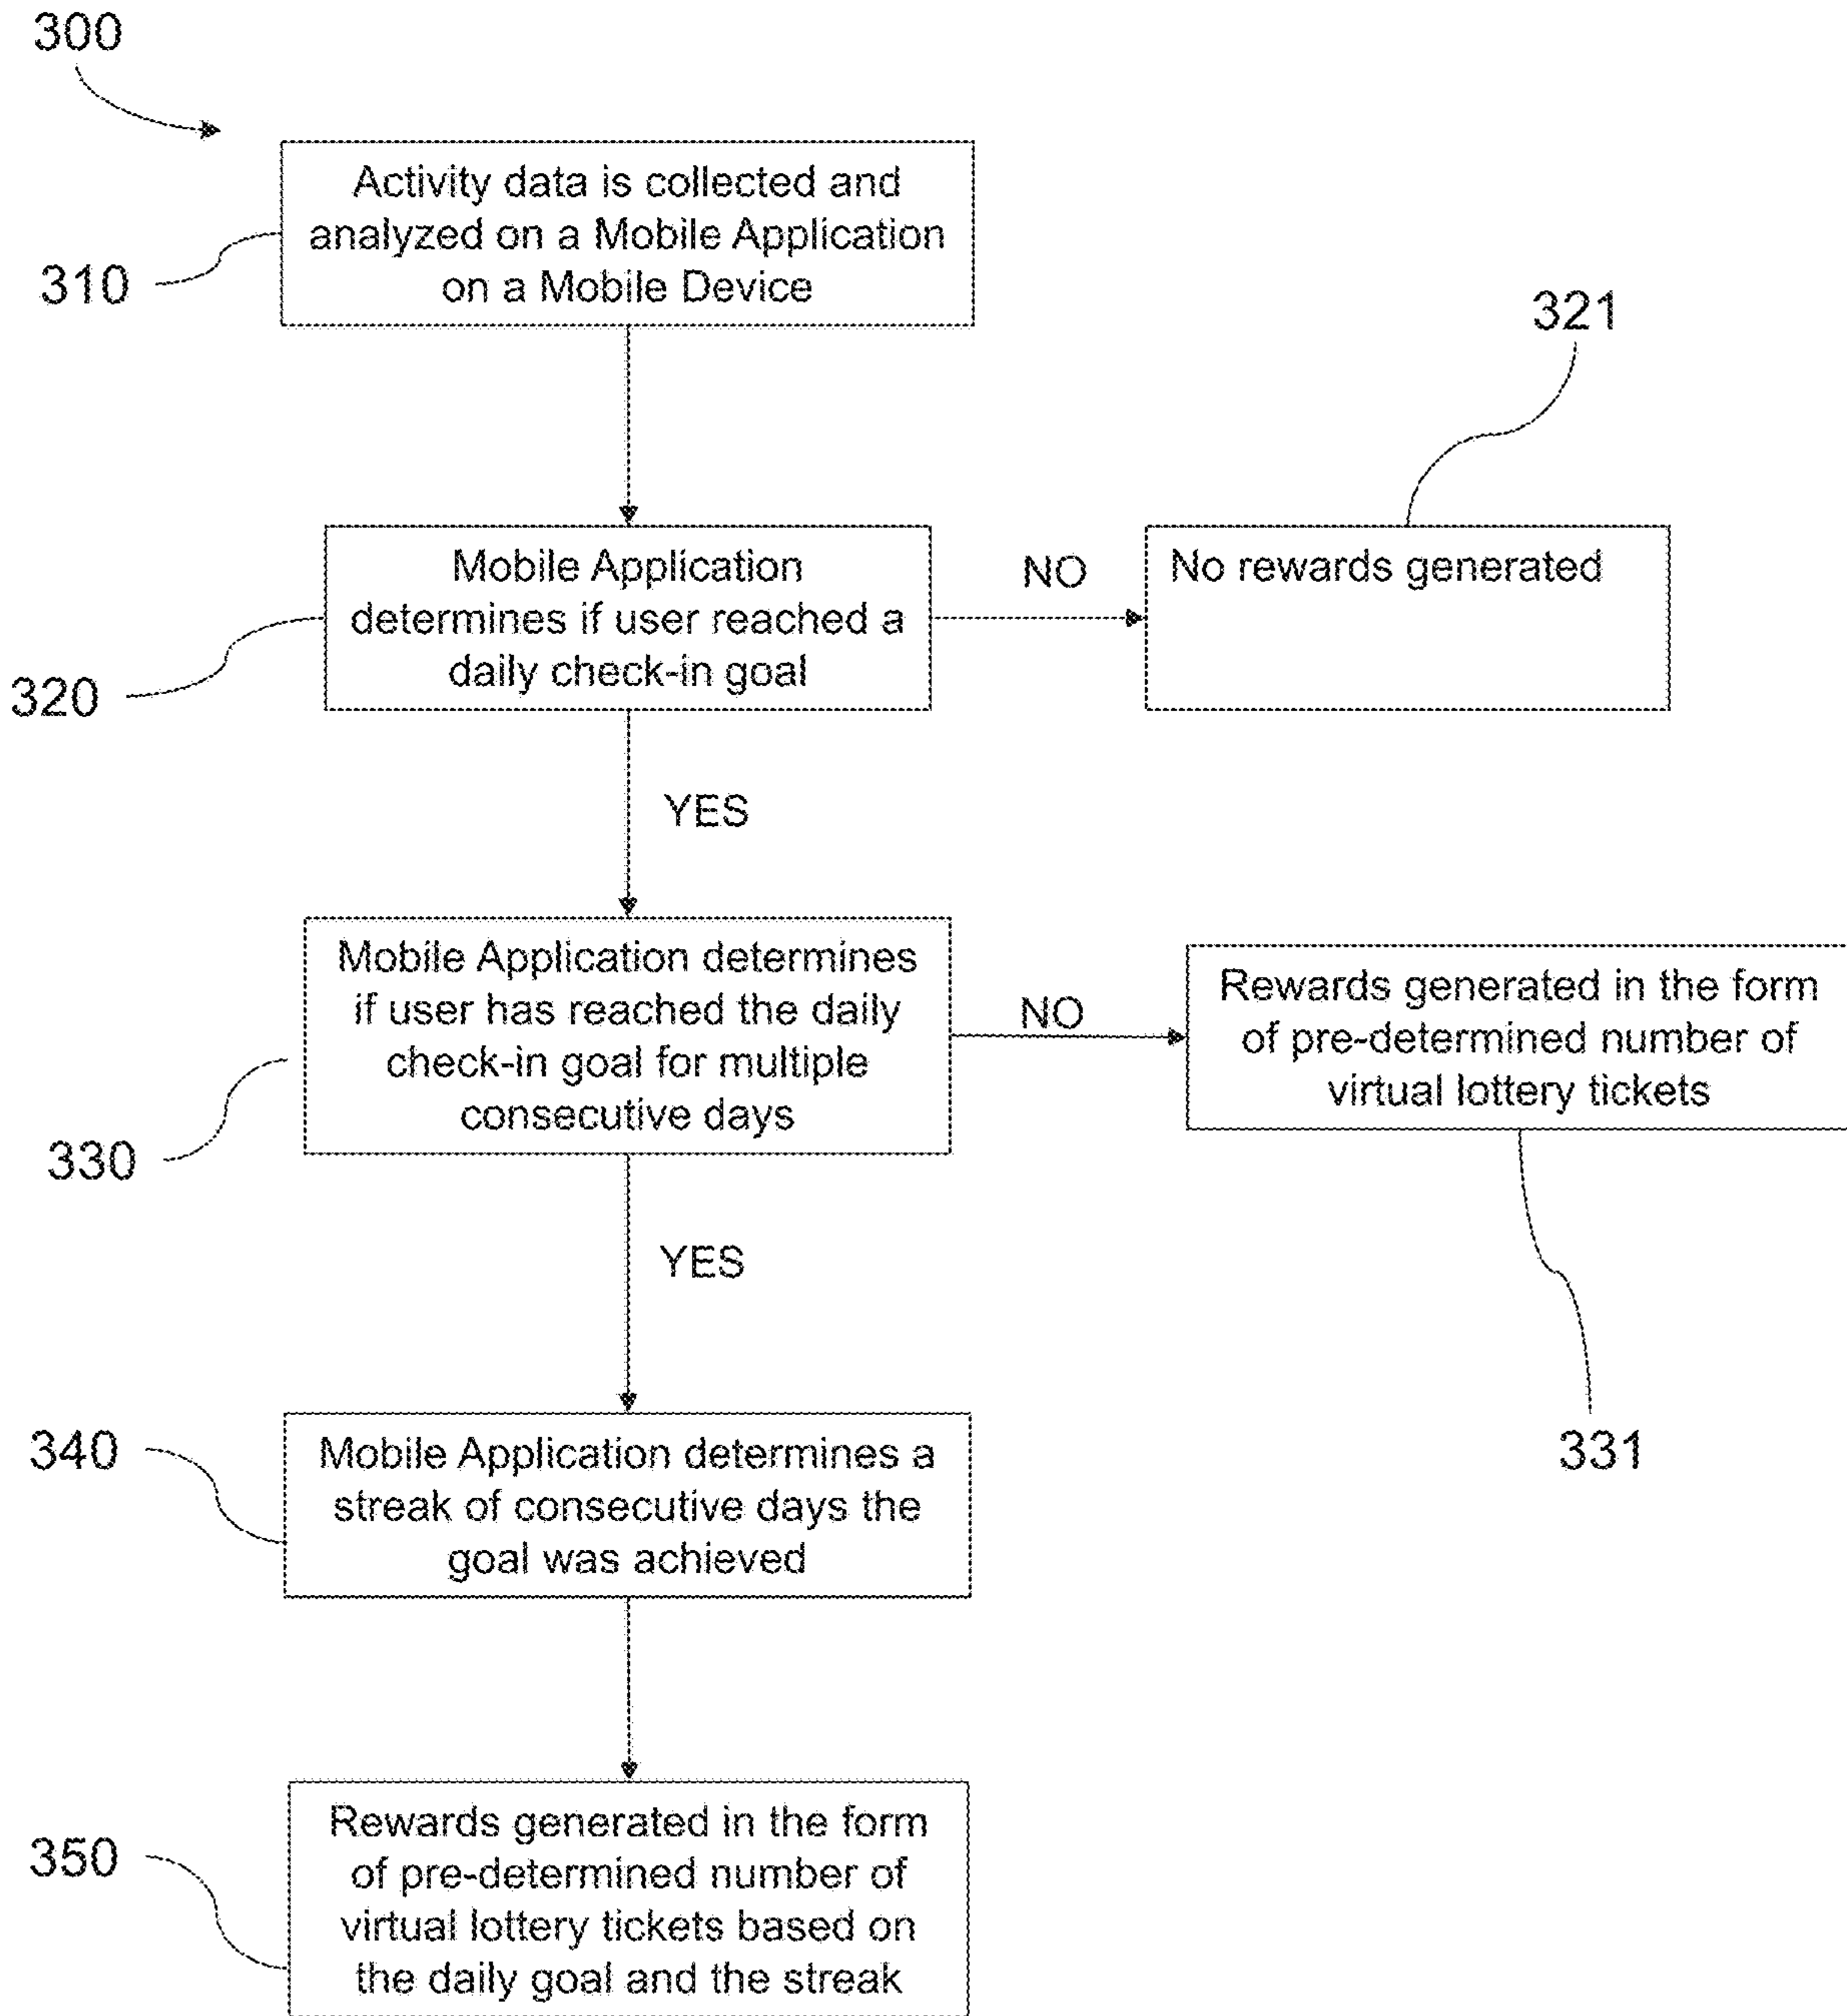 300
Activity data is collected and
analyzed on a Mobile Application
on a Mobile Device
310
321
Mobile Application
determines if user reached a
daily check-in goal
NO
No rewards generated
320
YES
Mobile Application determines
if user has reached the daily
check-in goal for multiple
consecutive days
NO
Rewards generated in the form
of pre-determined number of
virtual lottery tickets
330
YES
331
340
Mobile Application determines a
streak of consecutive days the
goal was achieved
350
Rewards generated in the form
of pre-determined number of
virtual lottery tickets based on
the daily goal and the streak